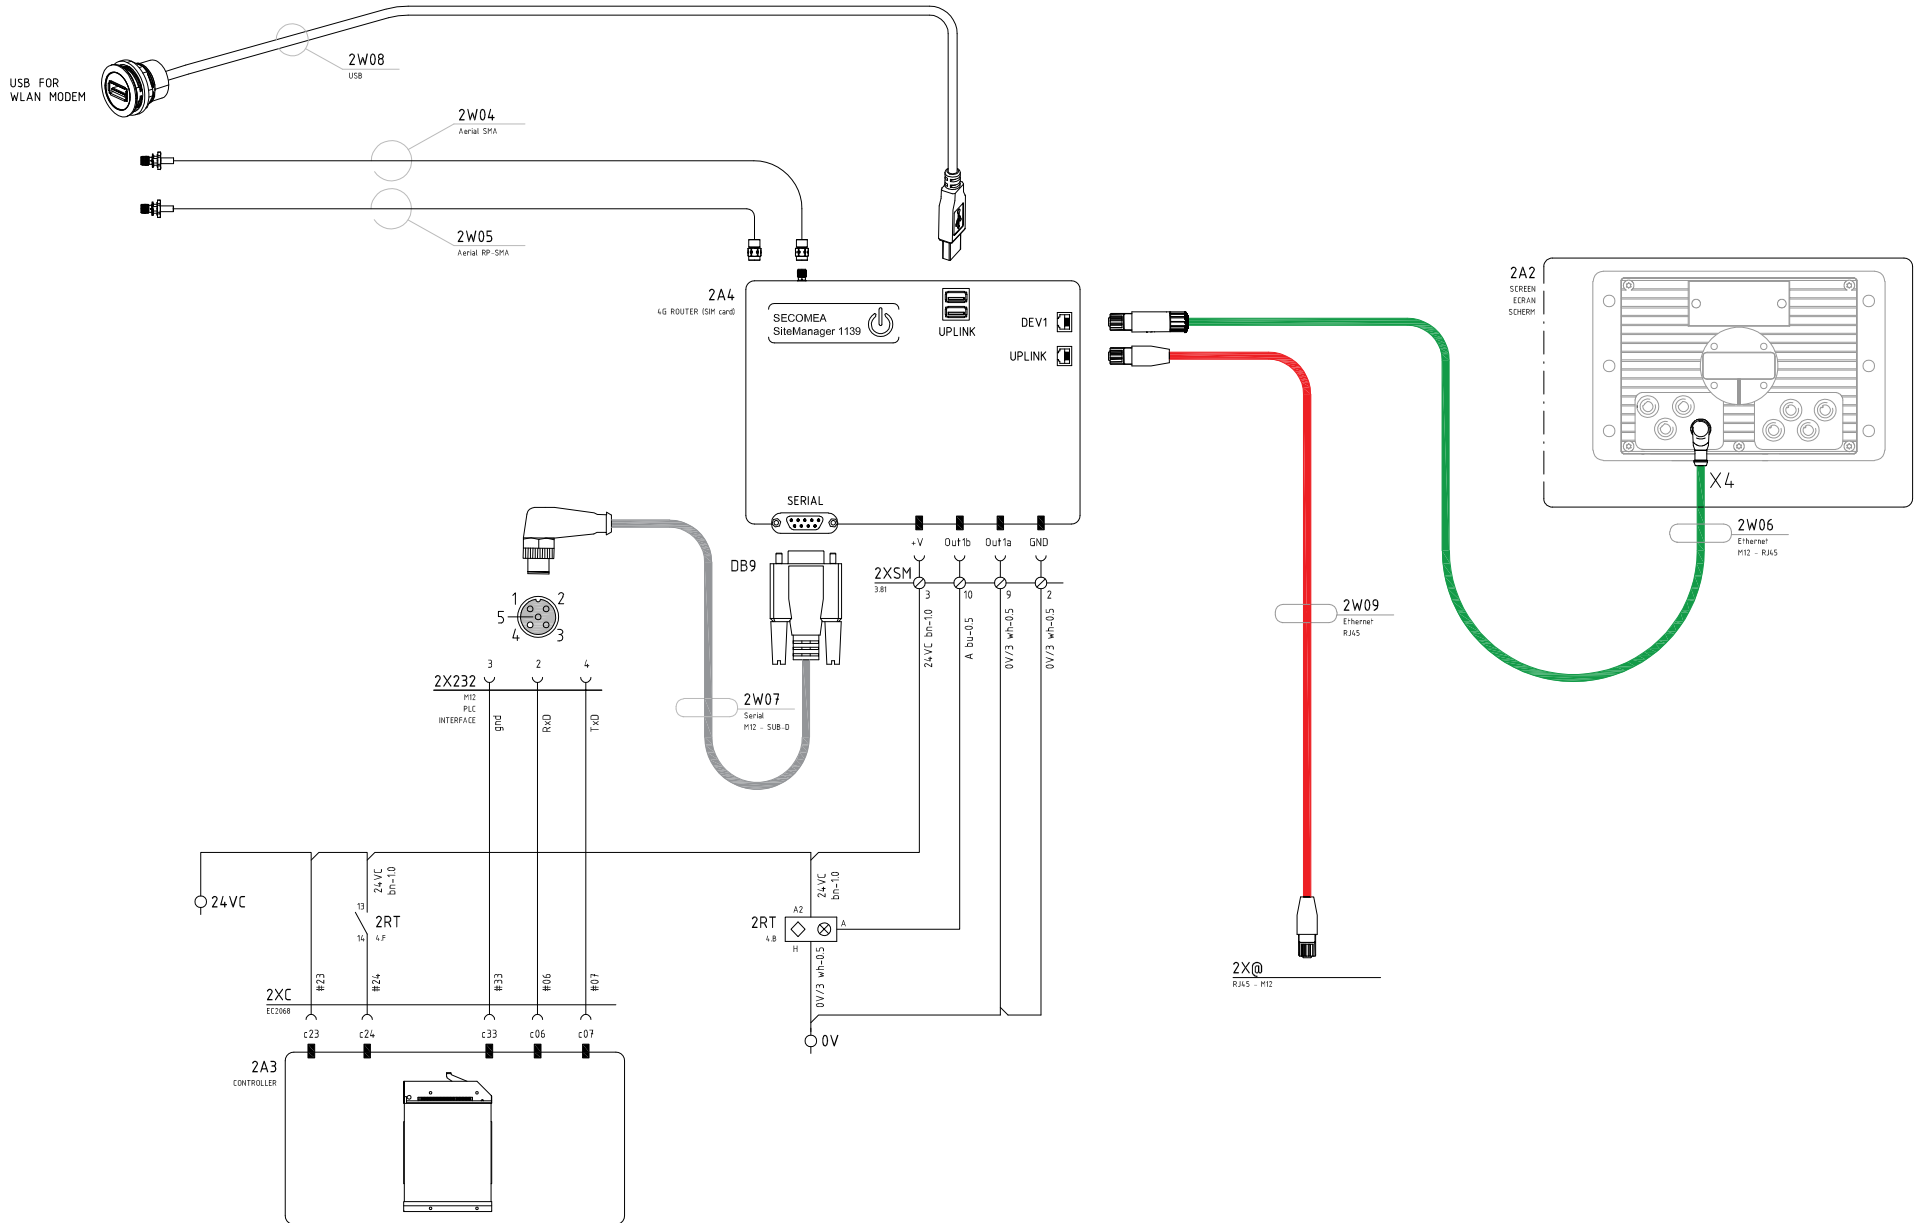 2W08
USB
USB FOR
WLAN MODEM
2W04
Aerial SMA
2W05
Aerial RP-SMA
2A4
4G ROUTER (SIM card)
SECOMEA
SiteManager 1139
UPLINK
DEV1
UPLINK
2A2
SCREEN
ECRAN
SCHERM
X4
2W06
Ethernet
M12 - RJ45
SERIAL
+V
Out1b
Out1a
GND
DB9
2XSM
3.81
3
10
9
2
24VC bn-1.0
A bu-0.5
0V/3 wh-0.5
0V/3 wh-0.5
1
2
5
4
3
2W09
Ethernet
RJ45
3
2
4
2X232
M12
PLC
INTERFACE
gnd
RxD
TxD
2W07
Serial
M12 - SUB-D
24VC
24VC
bn-1.0
13
14
2RT
4.F
24VC
bn-1.0
A2
2RT
4.B
A
H
0V/3 wh-0.5
0V
2X@
RJ45 - M12
#23
#24
#33
#06
#07
2XC
EC2068
c23
c24
c33
c06
c07
2A3
CONTROLLER